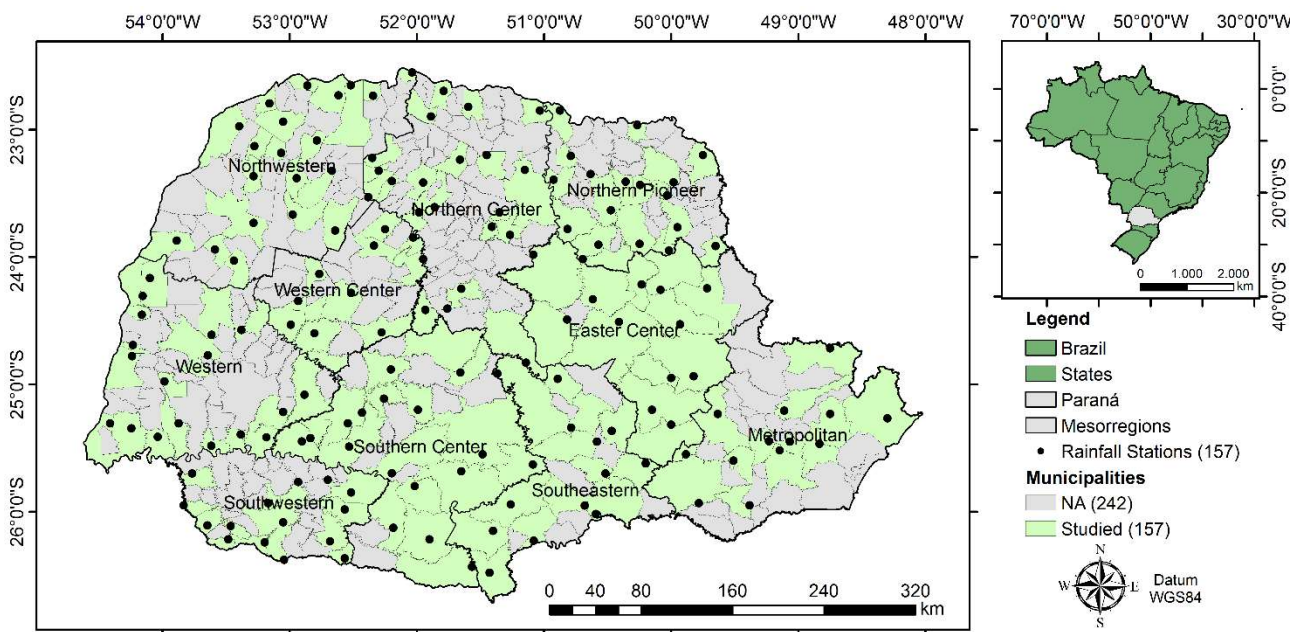 54°0'0"W 53°0'0"W 52°0'0"W 51°0'0"W 50°0'0"W 49°0'0"W 48°0'0"W
70°0'0"W 50°0'0"W 30°0'0"W
23°0'0"S
24°0'0"S
25°0'0"S
26°0'0"S
Northwestern
Northern Center
Northern Pioneer
Western Center
Easter Center
Western
Southern Center
Metropolitan
Southwestern
Southeastern
0 40 80 160 240 320
km
0°0'0"
20°0'0"S
40°0'0"S
0 1.000 2.000
km
Legend
Brazil
States
Paraná
Mesorregions
Rainfall Stations (157)
Municipalities
NA (242)
Studied (157)
N
W E
S
Datum
WGS84